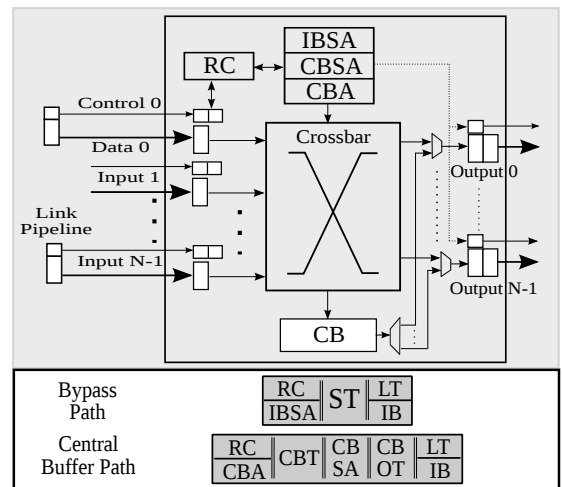 IBSA
RC
CBSA
CBA
Control 0
Crossbar
Data 0
Input 1
Output 0
Link
Pipeline
Input N-1
Output N-1
CB
Bypass
Path
RC
IBSA
ST
LT
IB
Central
Buffer Path
RC
CBA
CBT
CB
SA
CB
OT
LT
IB